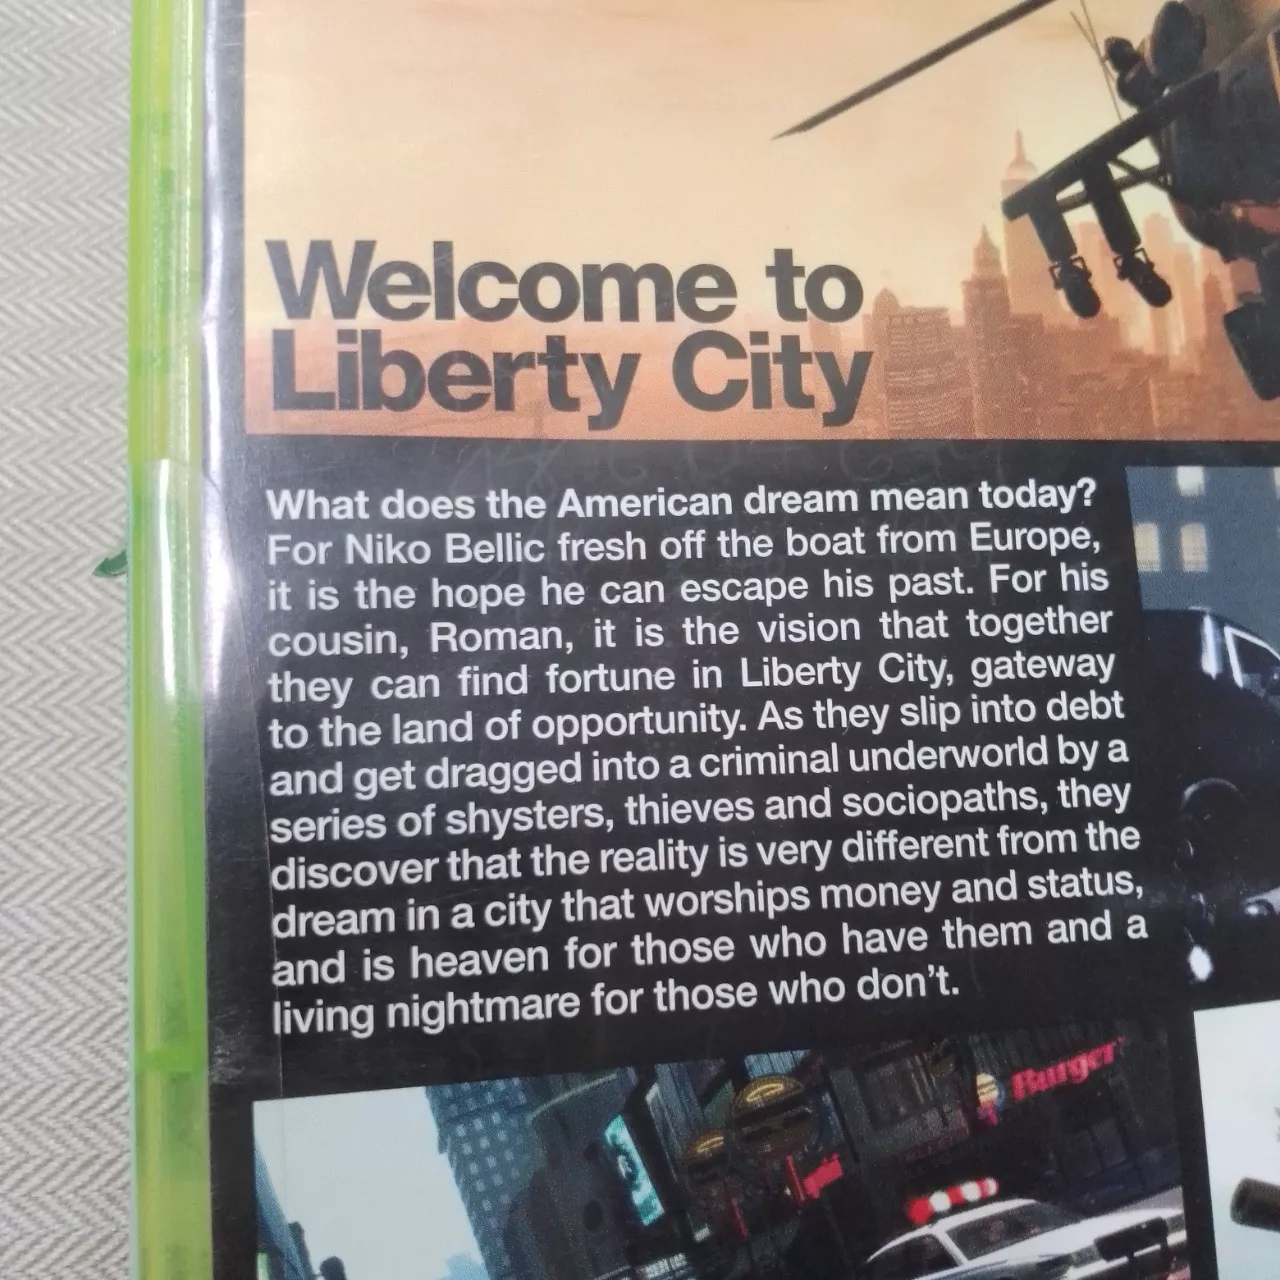 Welcome to
Liberty City
What does the American dream mean today?
For Niko Bellic fresh off the boat from Europe,
it is the hope he can escape his past. For his
cousin, Roman, it is the vision that together
they can find fortune in Liberty City, gateway
to the land of opportunity. As they slip into debt
and get dragged into a criminal underworld by a
series of shysters, thieves and sociopaths, they
discover that the reality is very different from the
dream in a city that worships money and status,
and is heaven for those who have them and a
living nightmare for those who don't.
Burger